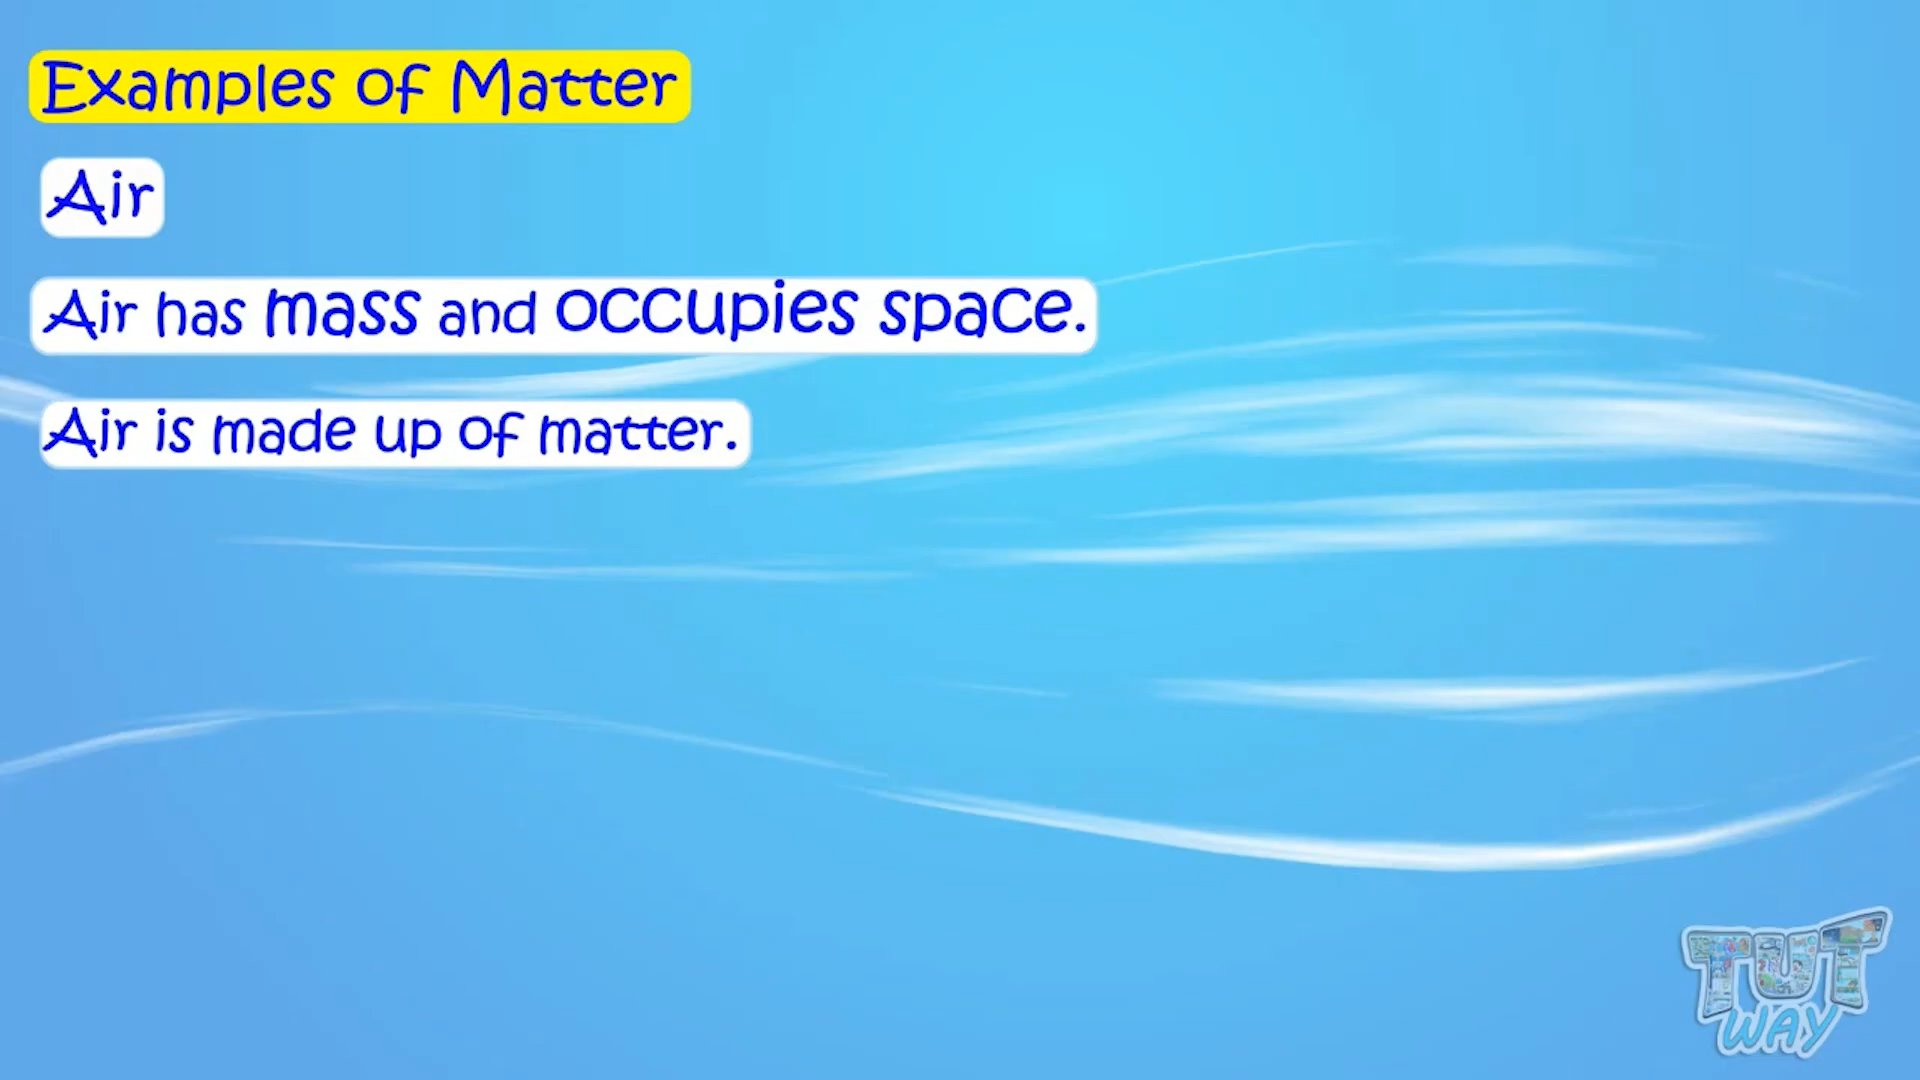 Examples of Matter
Air
Air has mass and occupies space.
Air is made up of matter.
TUT
WAY